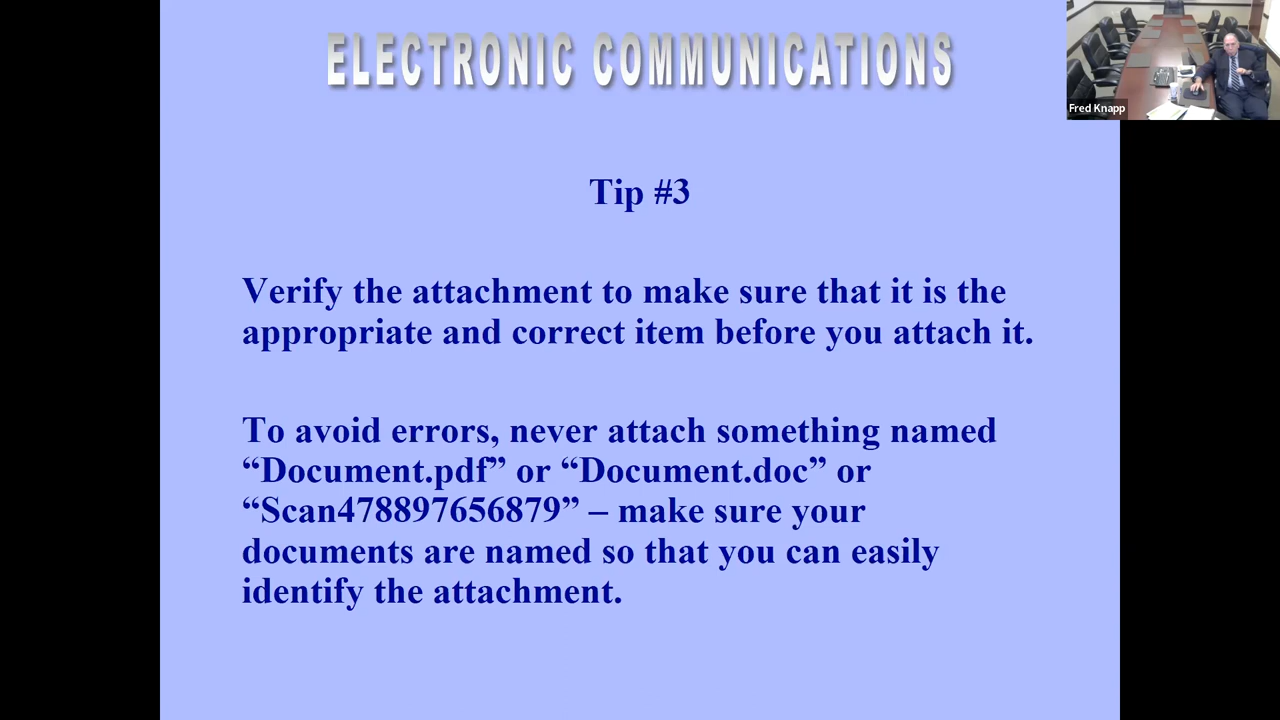 ELECTRONIC COMMUNICATIONS
Fred Knapp
Tip #3
Verify the attachment to make sure that it is the
appropriate and correct item before you attach it.
To avoid errors, never attach something named
“Document.pdf” or “Document.doc” or
“Scan478897656879” – make sure your
documents are named so that you can easily
identify the attachment.